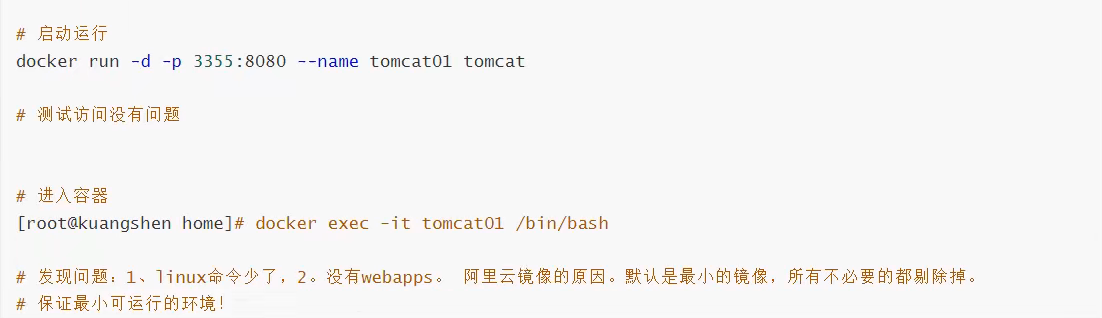 # 启动运行
docker run -d -p 3355:8080 --name tomcat01 tomcat
# 测试访问没有问题
# 进入容器
[root@kuangshen home]# docker exec -it tomcat01 /bin/bash
# 发现问题：1、linux命令少了，2。没有webapps。 阿里云镜像的原因。默认是最小的镜像，所有不必要的都剔除掉。
# 保证最小可运行的环境！